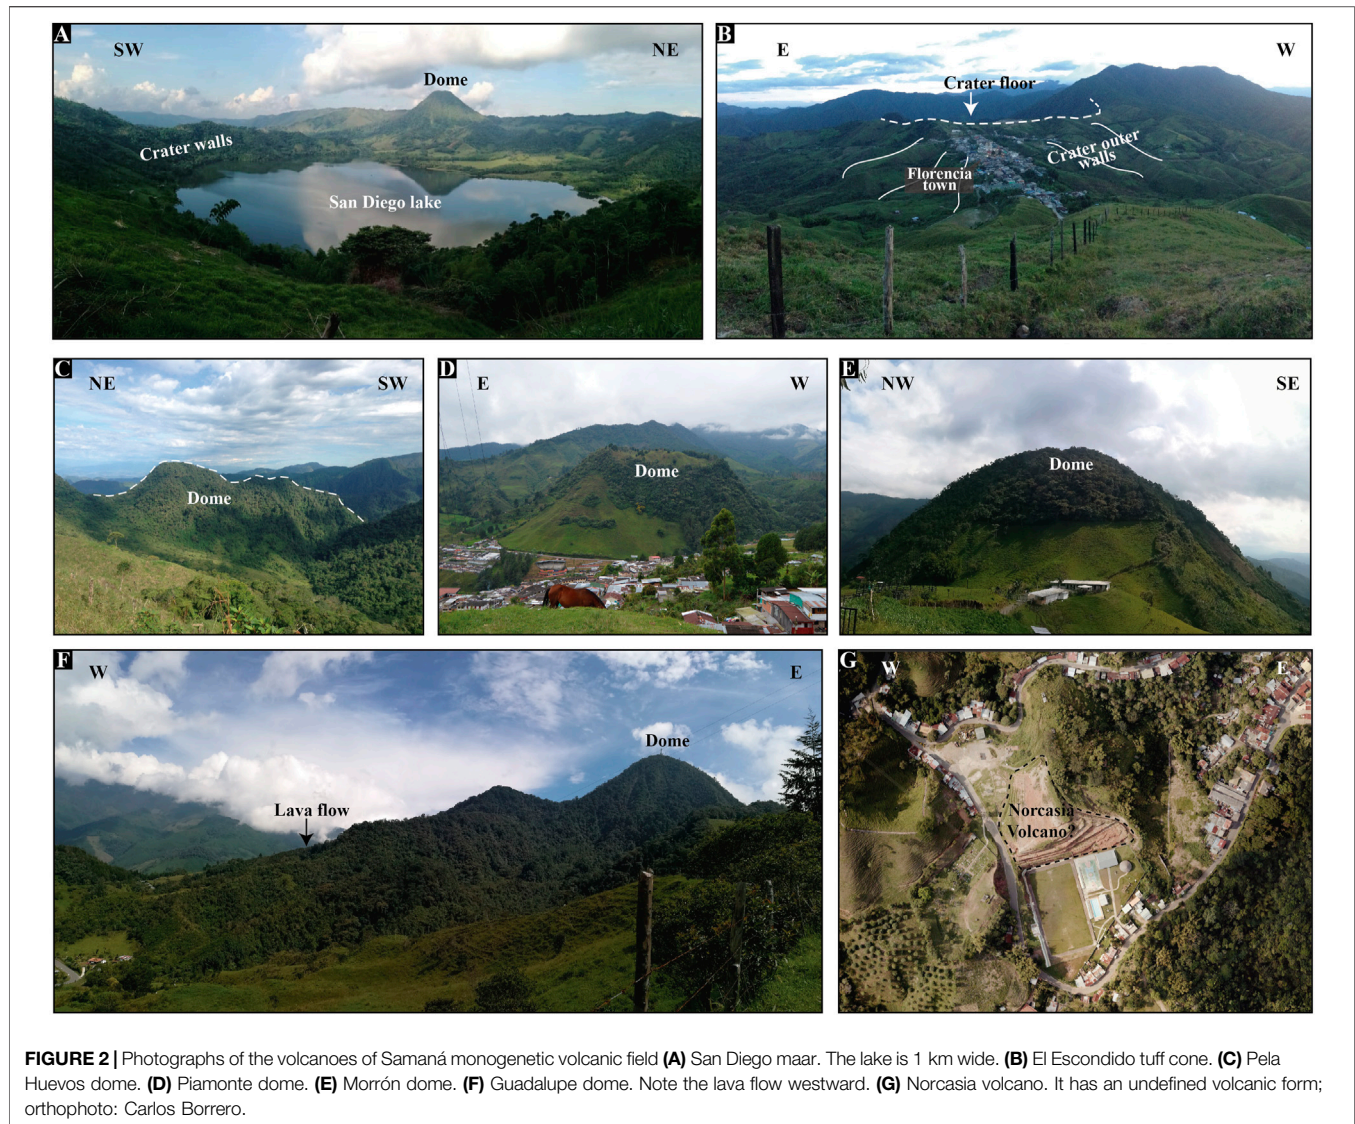 A
SW
NE
Dome
Crater walls
San Diego lake
B
E
W
Crater floor
Crater outer
walls
Florencia
town
C
NE
SW
Dome
D
E
W
Dome
E
NW
SE
Dome
F
W
E
Dome
Lava flow
G
W
E
Norcasia
Volcano?
FIGURE 2 | Photographs of the volcanoes of Samaná monogenetic volcanic field (A) San Diego maar. The lake is 1 km wide. (B) El Escondido tuff cone. (C) Pela
Huevos dome. (D) Piamonte dome. (E) Morrón dome. (F) Guadalupe dome. Note the lava flow westward. (G) Norcasia volcano. It has an undefined volcanic form;
orthophoto: Carlos Borrero.